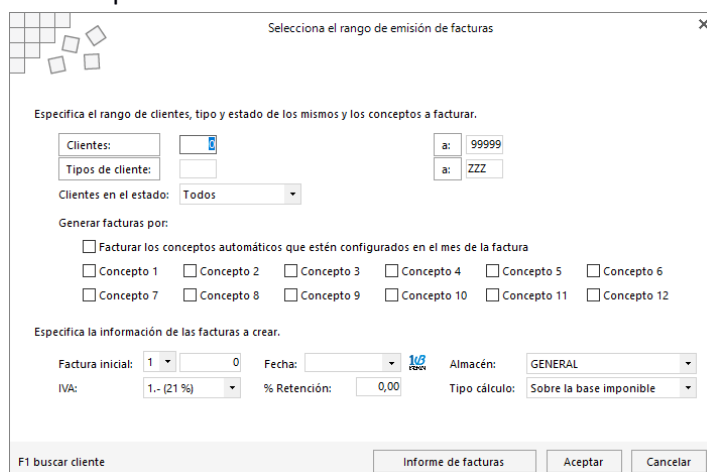 Selecciona el rango de emisión de facturas
Especifica el rango de clientes, tipo y estado de los mismos y los conceptos a facturar.
Clientes: 0 a: 99999
Tipos de cliente: a: ZZZ
Clientes en el estado: Todos
Generar facturas por:
Facturar los conceptos automáticos que estén configurados en el mes de la factura
Concepto 1 Concepto 2 Concepto 3 Concepto 4 Concepto 5 Concepto 6
Concepto 7 Concepto 8 Concepto 9 Concepto 10 Concepto 11 Concepto 12
Especifica la información de las facturas a crear.
Factura inicial: 1 0 Fecha: Almacén: GENERAL
IVA: 1.- (21 %) % Retención: 0,00 Tipo cálculo: Sobre la base imponible
F1 buscar cliente Informe de facturas Aceptar Cancelar